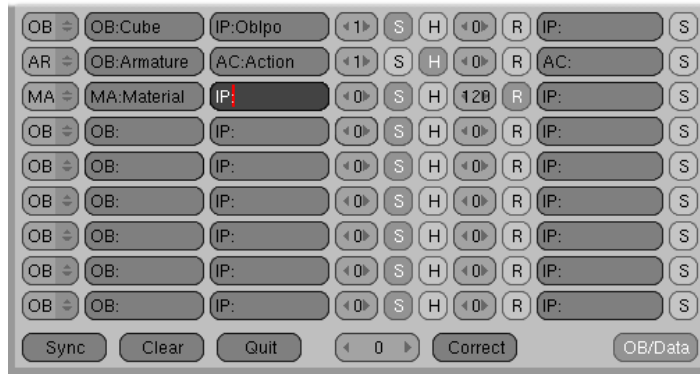 OB OB:Cube IP:ObIpo 1 S H 0 R IP: S
AR OB:Armature AC:Action 1 S H 0 R AC: S
MA MA:Material IP: 0 S H 120 R IP: S
OB OB: IP: 0 S H 0 R IP: S
OB OB: IP: 0 S H 0 R IP: S
OB OB: IP: 0 S H 0 R IP: S
OB OB: IP: 0 S H 0 R IP: S
OB OB: IP: 0 S H 0 R IP: S
OB OB: IP: 0 S H 0 R IP: S
Sync Clear Quit 0 Correct OB/Data